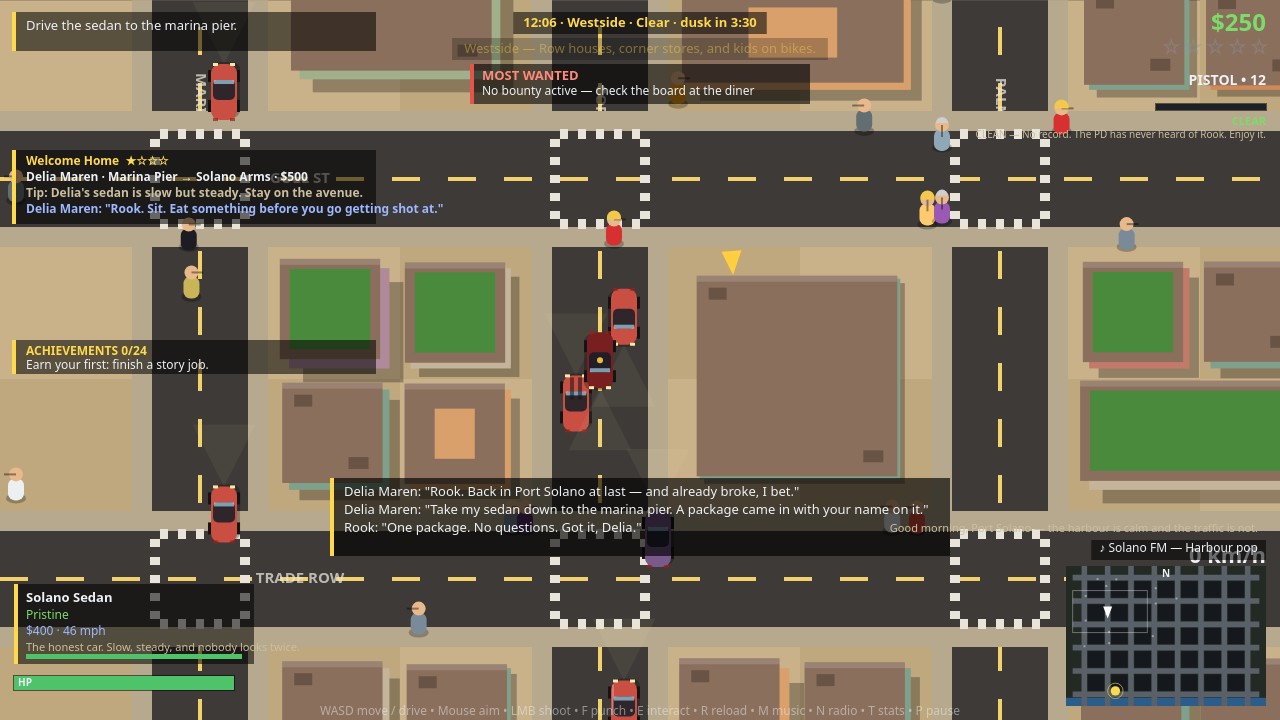 Drive the sedan to the marina pier.
12:06 · Westside · Clear · dusk in 3:30
Westside — Row houses, corner stores, and kids on bikes.
MOST WANTED
No bounty active — check the board at the diner
$250
☆☆☆☆☆
PISTOL • 12
CLEAR
CLEAR — No record. The PD has never heard of Rook. Enjoy it.
Welcome Home ★☆☆☆
Delia Maren · Marina Pier → Solano Arms · $500
Tip: Delia's sedan is slow but steady. Stay on the avenue.
Delia Maren: "Rook. Sit. Eat something before you go getting shot at."
ST
ACHIEVEMENTS 0/24
Earn your first: finish a story job.
Delia Maren: "Rook. Back in Port Solano at last — and already broke, I bet."
Delia Maren: "Take my sedan down to the marina pier. A package came in with your name on it."
Rook: "One package. No questions. Got it, Delia."
Good morning, Port Solano — the harbour is calm and the traffic is not.
♪ Solano FM — Harbour pop
0 km/h
N
TRADE ROW
Solano Sedan
Pristine
$400 · 46 mph
The honest car. Slow, steady, and nobody looks twice.
HP
WASD move / drive • Mouse aim • LMB shoot • F punch • E interact • R reload • M music • N radio • T stats • P pause